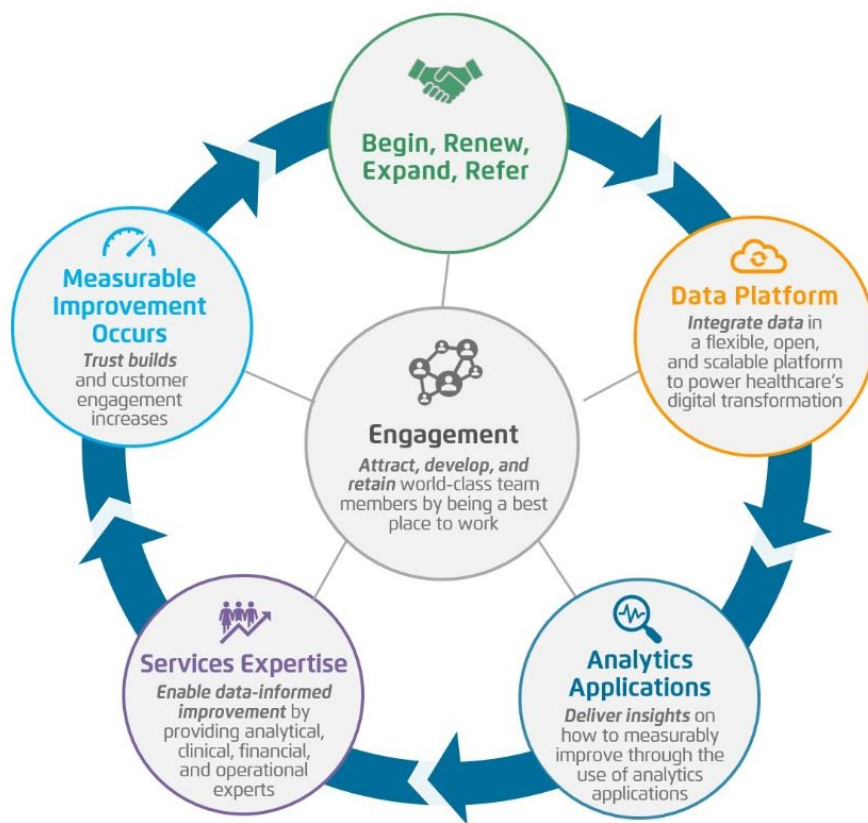 Begin, Renew,
Expand, Refer
Data Platform
Integrate data in
a flexible, open,
and scalable platform
to power healthcare's
digital transformation
Analytics
Applications
Deliver insights on
how to measurably
improve through the
use of analytics
applications
Services Expertise
Enable data-informed
improvement by
providing analytical,
clinical, financial,
and operational
experts
Measurable
Improvement
Occurs
Trust builds
and customer
engagement
increases
Engagement
Attract, develop, and
retain world-class team
members by being a best
place to work